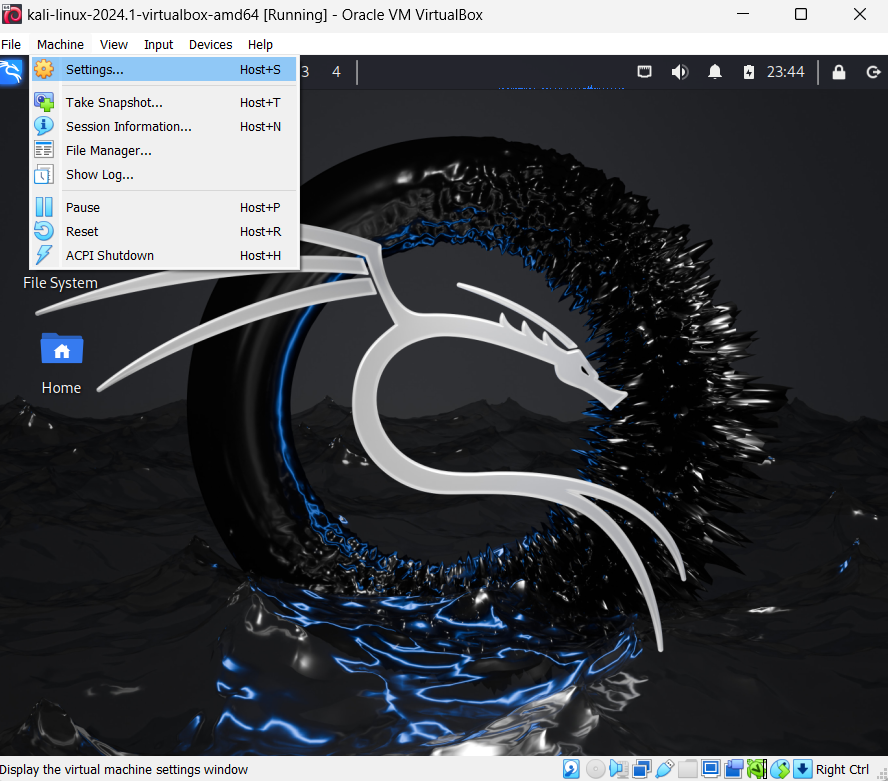 kali-linux-2024.1-virtualbox-amd64 [Running] - Oracle VM VirtualBox
File Machine View Input Devices Help
Settings... Host+S
3 4 23:44
Take Snapshot... Host+T
Session Information... Host+N
File Manager...
Show Log...
Pause Host+P
Reset Host+R
ACPI Shutdown Host+H
File System
Home
Display the virtual machine settings window
Right Ctrl